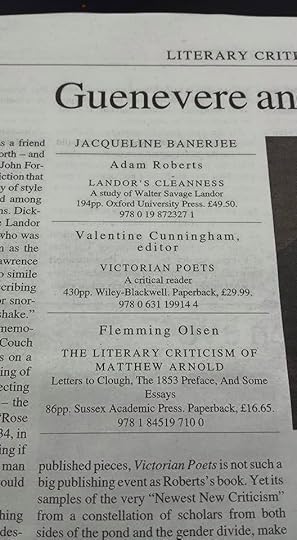 LITERARY CRIT
Guenevere an
s a friend
orth – and
John For-
iction that
y of style
d among
ns. Dick-
e Landor
who was
n as the
awrence
o simile
scribing
r snor-
shake."
memo-
Couch
s on a
ing of
ecting
– the
"Rose
34, in
ing if
man
ould
hing
des-
JACQUELINE BANERJEE
Adam Roberts
LANDOR'S CLEANNESS
A study of Walter Savage Landor
194pp. Oxford University Press. £49.50.
978 0 19 872327 1
Valentine Cunningham,
editor
VICTORIAN POETS
A critical reader
430pp. Wiley-Blackwell. Paperback, £29.99.
978 0 631 19914 4
Flemming Olsen
THE LITERARY CRITICISM OF
MATTHEW ARNOLD
Letters to Clough, The 1853 Preface, And Some
Essays
86pp. Sussex Academic Press. Paperback, £16.65.
978 1 84519 710 0
published pieces, Victorian Poets is not such a
big publishing event as Roberts's book. Yet its
samples of the very "Newest New Criticism"
from a constellation of scholars from both
sides of the pond and the gender divide, make